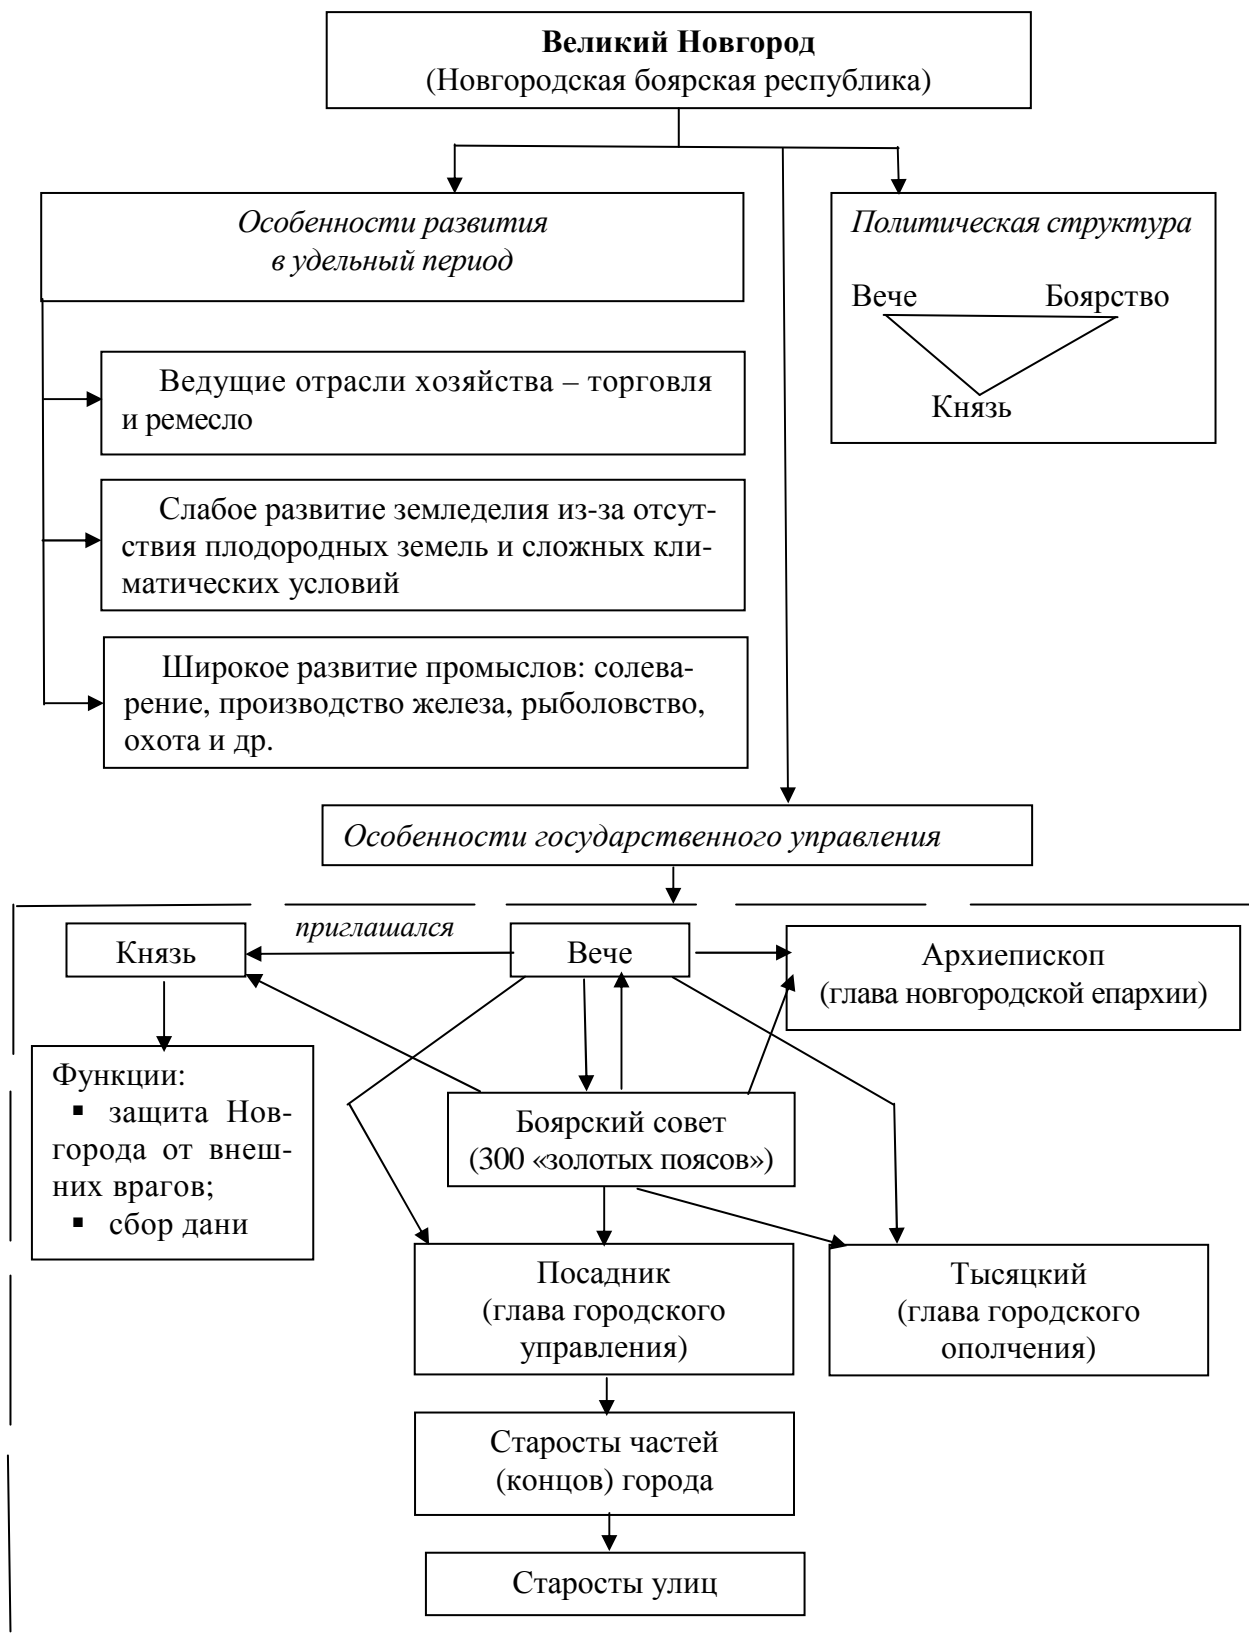 Великий Новгород
(Новгородская боярская республика)
Особенности развития
в удельный период
Политическая структура
Вече
Боярство
Князь
Ведущие отрасли хозяйства – торговля
и ремесло
Слабое развитие земледелия из-за отсут-
ствия плодородных земель и сложных кли-
матических условий
Широкое развитие промыслов: солева-
рение, производство железа, рыболовство,
охота и др.
Особенности государственного управления
Князь
приглашался
Вече
Архиепископ
(глава новгородской епархии)
Функции:
▪ защита Нов-
города от внеш-
них врагов;
▪ сбор дани
Боярский совет
(300 «золотых поясов»)
Посадник
(глава городского
управления)
Тысяцкий
(глава городского
ополчения)
Старосты частей
(концов) города
Старосты улиц